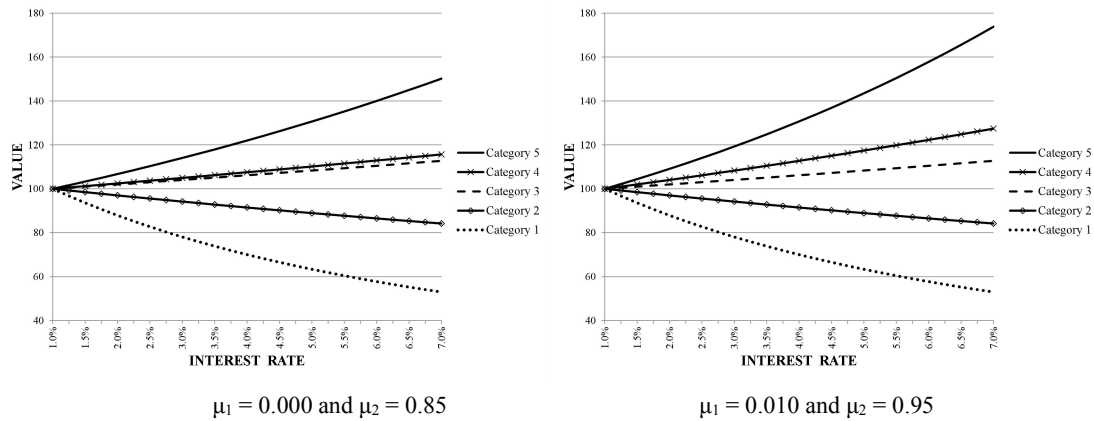 180
160
140
120
100
80
60
40
VALUE
1.0%
1.5%
2.0%
2.5%
3.0%
3.5%
4.0%
4.5%
5.0%
5.5%
6.0%
6.5%
7.0%
INTEREST RATE
Category 5
Category 4
Category 3
Category 2
Category 1
μ₁ = 0.000 and μ₂ = 0.85
180
160
140
120
100
80
60
40
VALUE
1.0%
1.5%
2.0%
2.5%
3.0%
3.5%
4.0%
4.5%
5.0%
5.5%
6.0%
6.5%
7.0%
INTEREST RATE
Category 5
Category 4
Category 3
Category 2
Category 1
μ₁ = 0.010 and μ₂ = 0.95